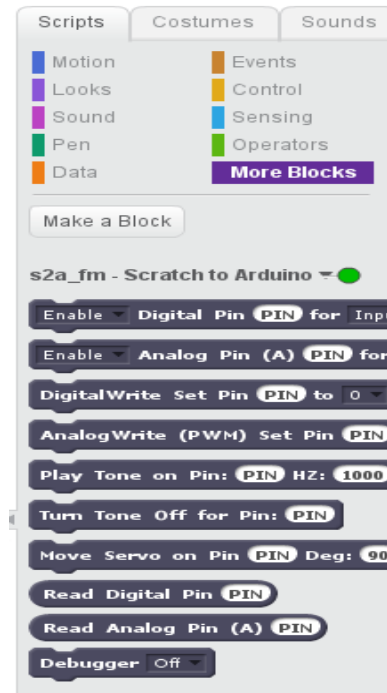 Scripts Costumes Sounds
Motion Events
Looks Control
Sound Sensing
Pen Operators
Data More Blocks
Make a Block
s2a_fm - Scratch to Arduino
Enable Digital Pin PIN for Inpu
Enable Analog Pin (A) PIN for
DigitalWrite Set Pin PIN to 0
AnalogWrite (PWM) Set Pin PIN
Play Tone on Pin: PIN HZ: 1000
Turn Tone Off for Pin: PIN
Move Servo on Pin PIN Deg: 90
Read Digital Pin PIN
Read Analog Pin (A) PIN
Debugger Off